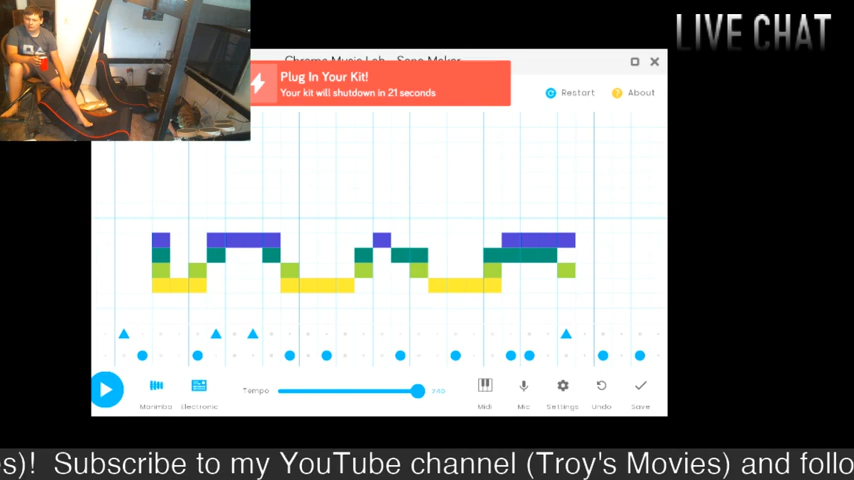 LIVE CHAT
Chrome Music Lab - Song Maker
Plug In Your Kit!
Your kit will shutdown in 21 seconds
Restart
About
Tempo
Marimba
Electronic
Midi
Mic
Settings
Undo
Save
es)! Subscribe to my YouTube channel (Troy's Movies) and follo